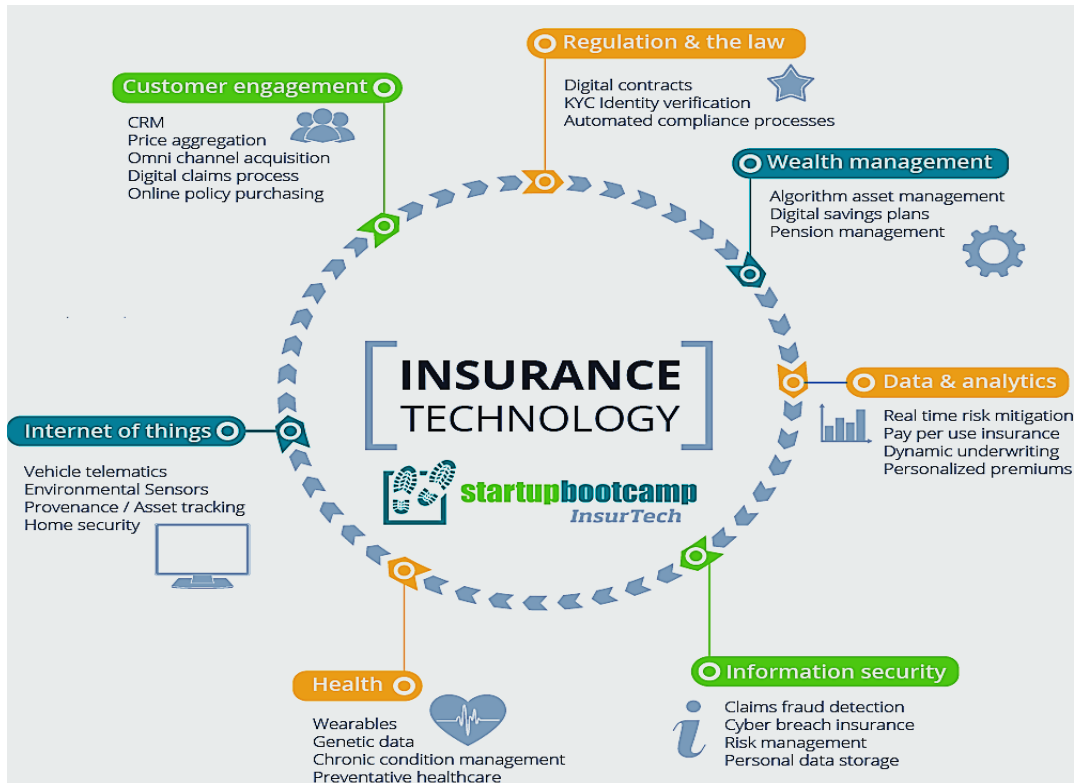 Regulation & the law
Digital contracts
KYC Identity verification
Automated compliance processes
Customer engagement
CRM
Price aggregation
Omni channel acquisition
Digital claims process
Online policy purchasing
Wealth management
Algorithm asset management
Digital savings plans
Pension management
INSURANCE
TECHNOLOGY
startupbootcamp
InsurTech
Data & analytics
Real time risk mitigation
Pay per use insurance
Dynamic underwriting
Personalized premiums
Internet of things
Vehicle telematics
Environmental Sensors
Provenance / Asset tracking
Home security
Health
Wearables
Genetic data
Chronic condition management
Preventative healthcare
Information security
i
Claims fraud detection
Cyber breach insurance
Risk management
Personal data storage